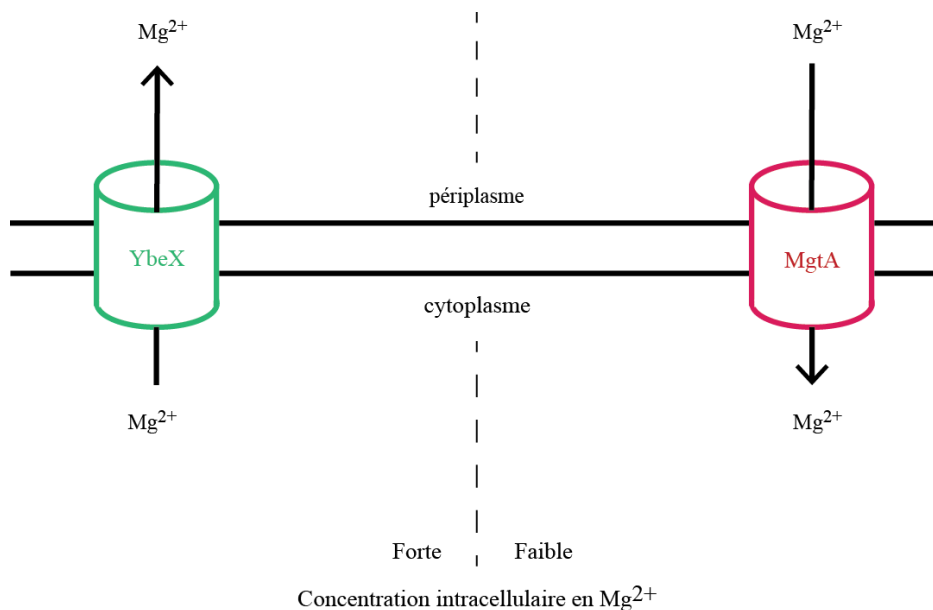 Mg²⁺ Mg²⁺
périplasme
YbeX MgtA
cytoplasme
Mg²⁺ Mg²⁺
Forte Faible
Concentration intracellulaire en Mg²⁺